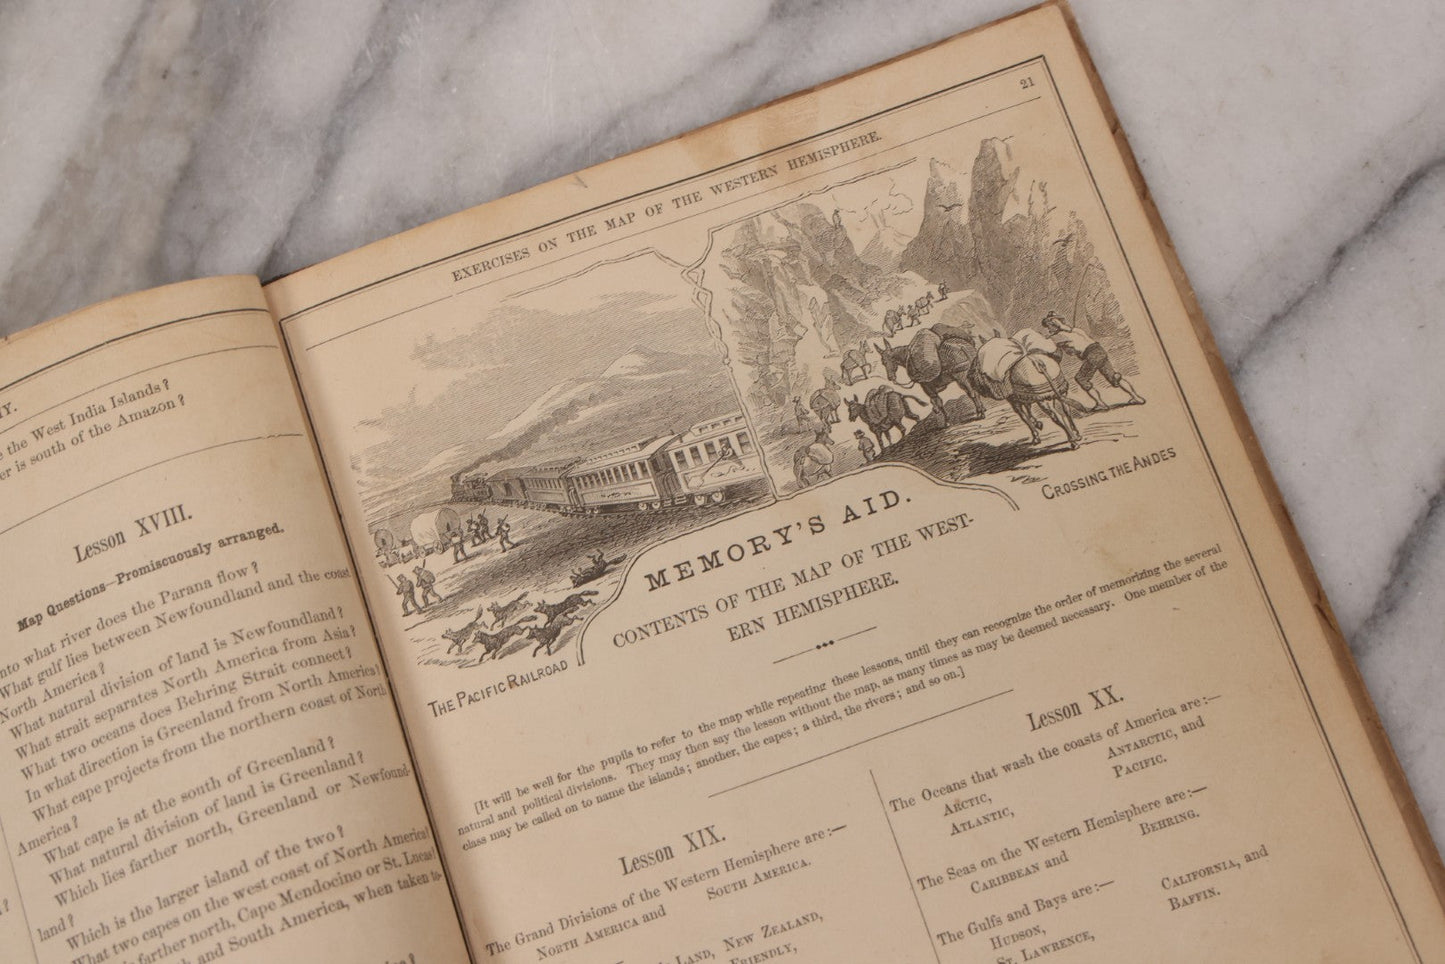 HY.
e the West India Islands?
er is south of the Amazon?
Lesson XVIII.
Map Questions—Promiscuously arranged.
nto what river does the Parana flow?
What gulf lies between Newfoundland and the coast
North America?
What natural division of land is Newfoundland?
What strait separates North America from Asia?
What two oceans does Behring Strait connect?
In what direction is Greenland from North America?
What cape projects from the northern coast of North
America?
What cape is at the south of Greenland?
What natural division of land is Greenland?
Which lies farther north, Greenland or Newfound-
land?
Which is the larger island of the two?
What two capes on the west coast of North America?
farther north, Cape Mendocino or St. Lucas?
and South America, when taken to-
21
EXERCISES ON THE MAP OF THE WESTERN HEMISPHERE.
THE PACIFIC RAILROAD
CROSSING THE ANDES
MEMORY'S AID.
CONTENTS OF THE MAP OF THE WEST-
ERN HEMISPHERE.
[It will be well for the pupils to refer to the map while repeating these lessons, until they can recognize the order of memorizing the several
natural and political divisions. They may then say the lesson without the map, as many times as may be deemed necessary. One member of the
class may be called on to name the islands; another, the capes; a third, the rivers; and so on.]
Lesson XIX.
The Grand Divisions of the Western Hemisphere are:—
NORTH AMERICA and SOUTH AMERICA.
LAND, NEW ZEALAND,
FRIENDLY,
Lesson XX.
The Oceans that wash the coasts of America are:—
ARCTIC, ANTARCTIC, and
ATLANTIC, PACIFIC.
The Seas on the Western Hemisphere are:—
CARIBBEAN and BEHRING.
The Gulfs and Bays are:—
HUDSON, CALIFORNIA, and
ST. LAWRENCE, BAFFIN.